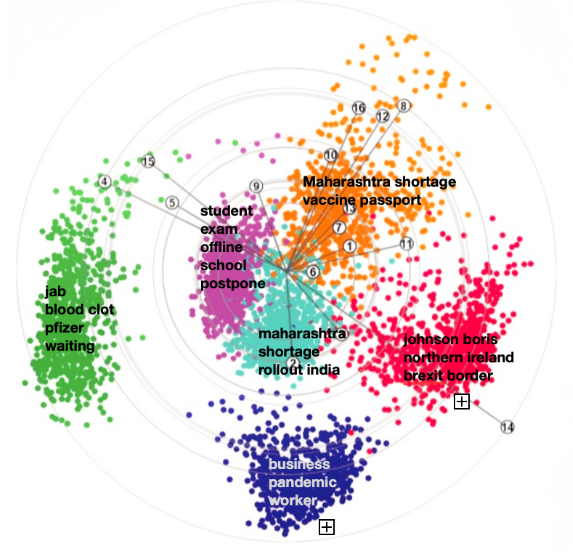 16
12
8
15
10
4
9
5
Maharashtra shortage
vaccine passport
13
7
1
11
6
student
exam
offline
school
postpone
jab
blood clot
pfizer
waiting
maharashtra
shortage
rollout india
2
johnson boris
northern ireland
brexit border
14
business
pandemic
worker